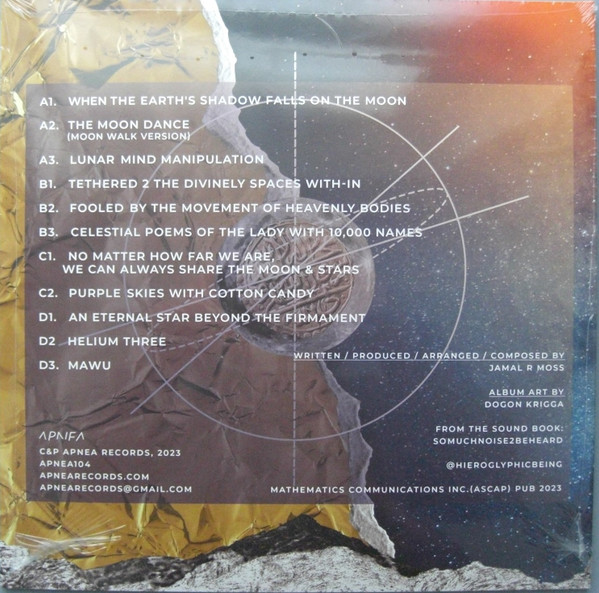 A1. WHEN THE EARTH'S SHADOW FALLS ON THE MOON
A2. THE MOON DANCE
(MOON WALK VERSION)
A3. LUNAR MIND MANIPULATION
B1. TETHERED 2 THE DIVINELY SPACES WITH-IN
B2. FOOLED BY THE MOVEMENT OF HEAVENLY BODIES
B3. CELESTIAL POEMS OF THE LADY WITH 10,000 NAMES
C1. NO MATTER HOW FAR WE ARE,
WE CAN ALWAYS SHARE THE MOON & STARS
C2. PURPLE SKIES WITH COTTON CANDY
D1. AN ETERNAL STAR BEYOND THE FIRMAMENT
D2 HELIUM THREE
D3. MAWU
WRITTEN / PRODUCED / ARRANGED / COMPOSED BY
JAMAL R MOSS
ALBUM ART BY
DOGON KRIGGA
FROM THE SOUND BOOK:
SOMUCHNOISE2BEHEARD
@HIEROGLYPHICBEING
MATHEMATICS COMMUNICATIONS INC.(ASCAP) PUB 2023
APNEA
C&P APNEA RECORDS, 2023
APNEA104
APNEARECORDS.COM
APNEARECORDS@GMAIL.COM